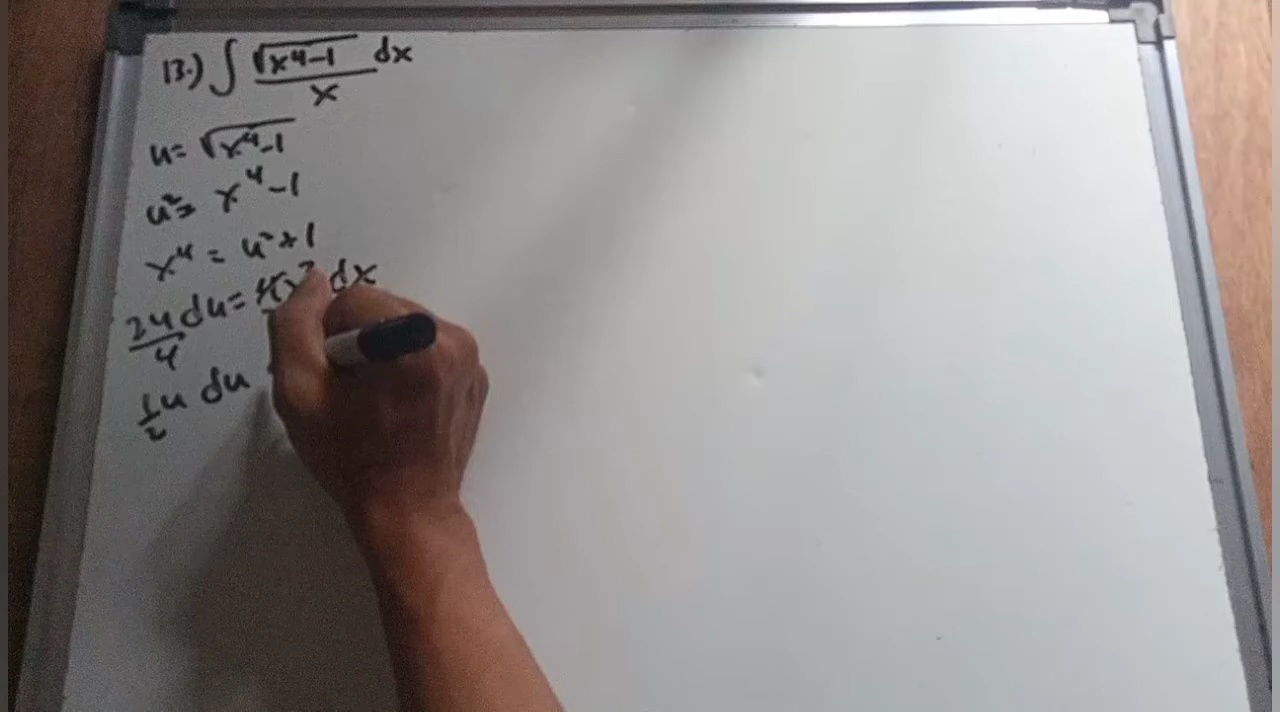 13.) ∫ √(x⁴-1) / x dx
u = √(x⁴-1)
u² = x⁴-1
x⁴ = u²+1
2u du = 4x³ dx
4
1/2 u du